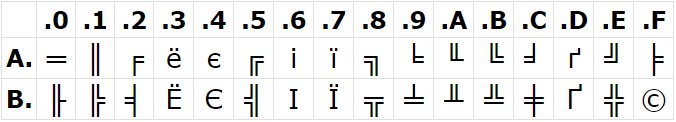 .0 .1 .2 .3 .4 .5 .6 .7 .8 .9 .A .B .C .D .E .F
A. ═ ║ ╒ ё є ╔ і ї ╗ ╘ ╙ ╚ ╛ ґ ╝ ╞
B. ╟ ╠ ╡ Ё Є ╣ І Ї ╦ ╧ ╨ ╩ ╪ Ґ ╬ ©